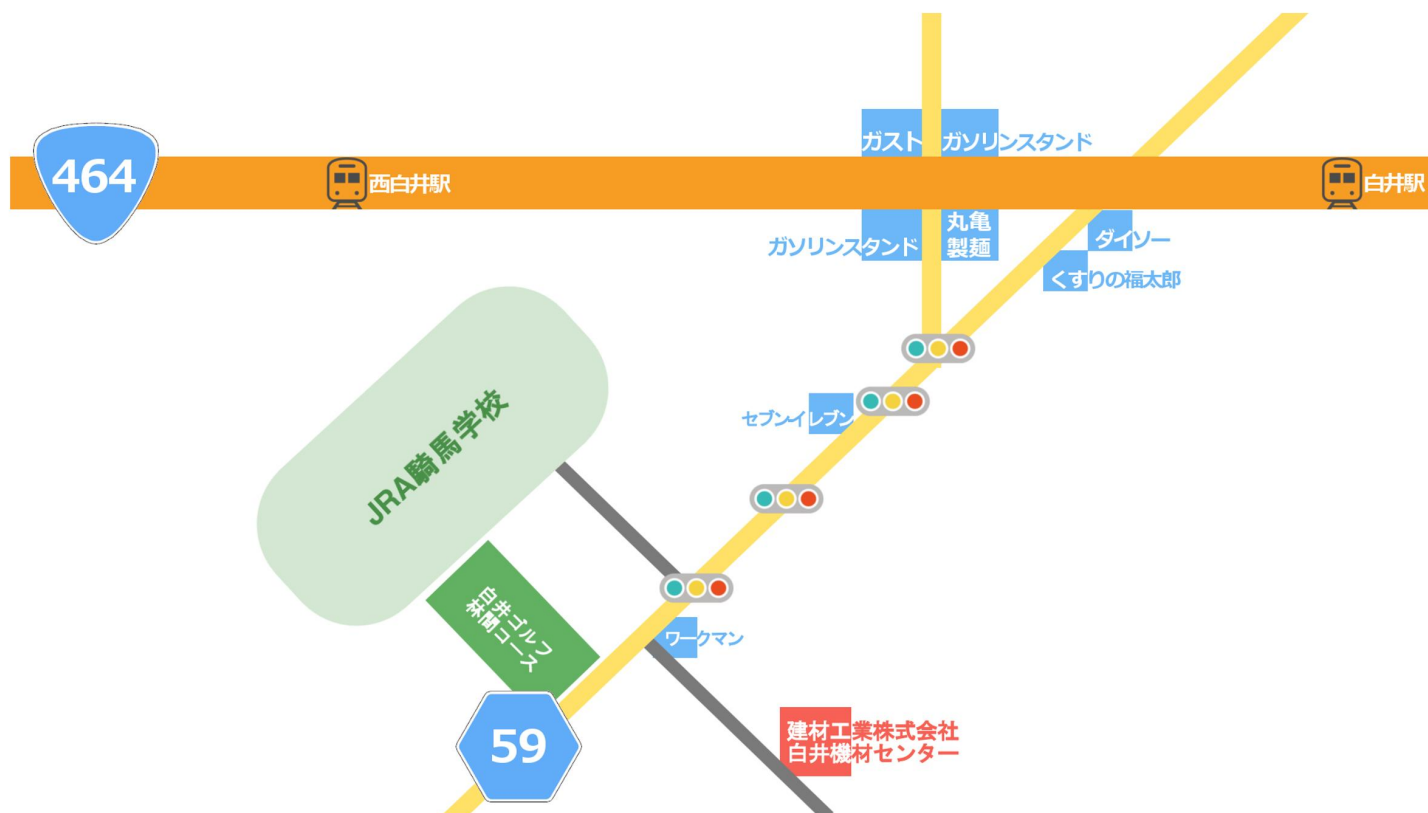 464
西白井駅
ガスト
ガソリンスタンド
白井駅
ガソリンスタンド
丸亀
製麺
ダイソー
くすりの福太郎
JRA騎馬学校
セブンイレブン
白井ゴルフ
林間コース
ワークマン
59
建材工業株式会社
白井機材センター